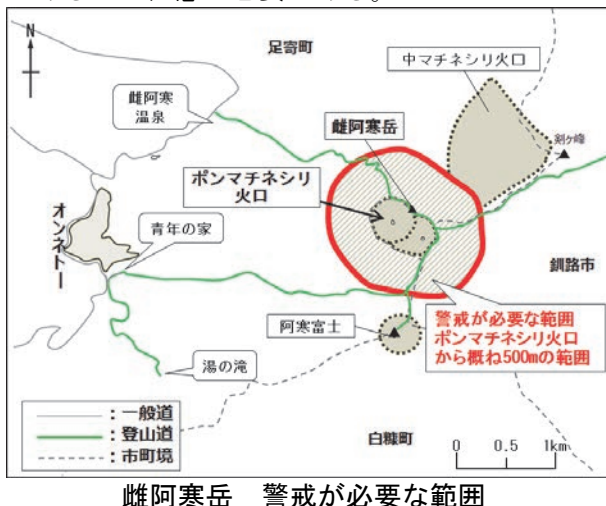 足寄町
中マチネシリ火口
N
雌阿寒
温泉
雌阿寒岳
剣ヶ峰
ポンマチネシリ
火口
オンネトー
青年の家
釧路市
警戒が必要な範囲
ポンマチネシリ火口
から概ね500mの範囲
阿寒富士
湯の滝
:一般道
:登山道
:市町境
白糠町
0 0.5 1km
雌阿寒岳 警戒が必要な範囲